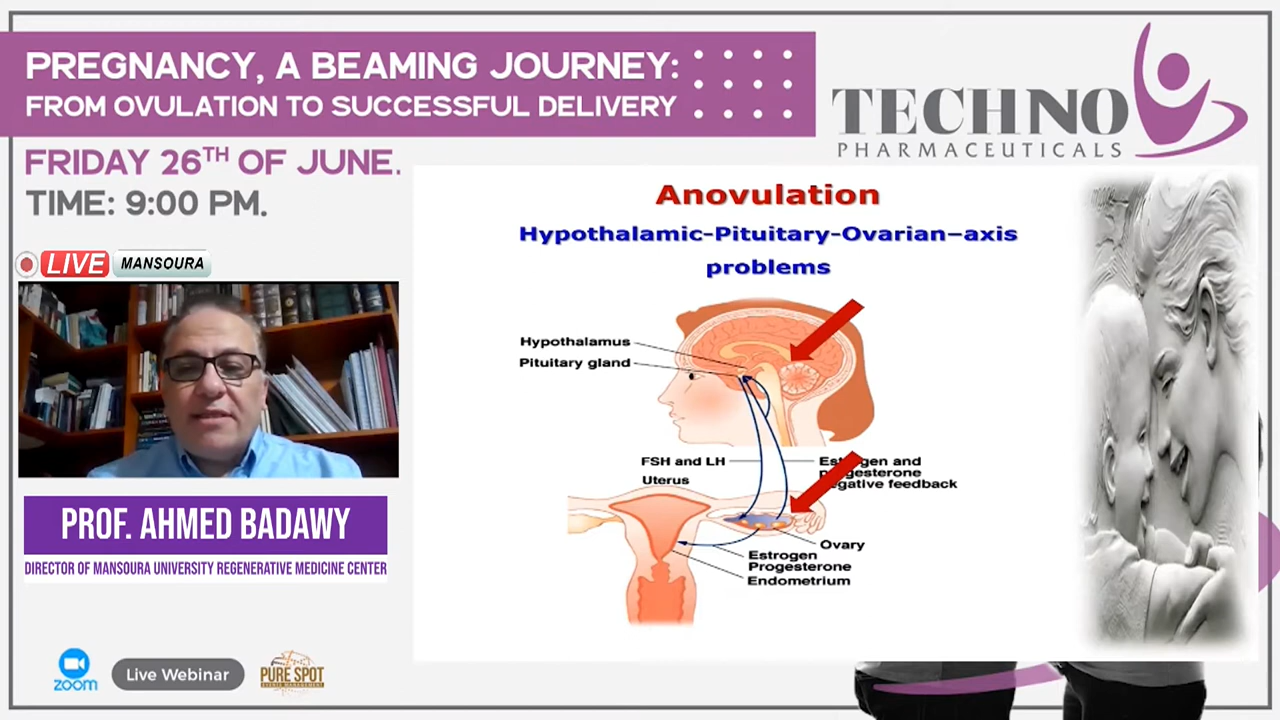 PREGNANCY, A BEAMING JOURNEY:
FROM OVULATION TO SUCCESSFUL DELIVERY
TECHNO
PHARMACEUTICALS
FRIDAY 26TH OF JUNE.
TIME: 9:00 PM.
LIVE MANSOURA
PROF. AHMED BADAWY
DIRECTOR OF MANSOURA UNIVERSITY REGENERATIVE MEDICINE CENTER
Anovulation
Hypothalamic-Pituitary-Ovarian–axis
problems
Hypothalamus
Pituitary gland
FSH and LH
Uterus
and
negative feedback
Ovary
Estrogen
Progesterone
Endometrium
zoom
Live Webinar
PURE SPOT